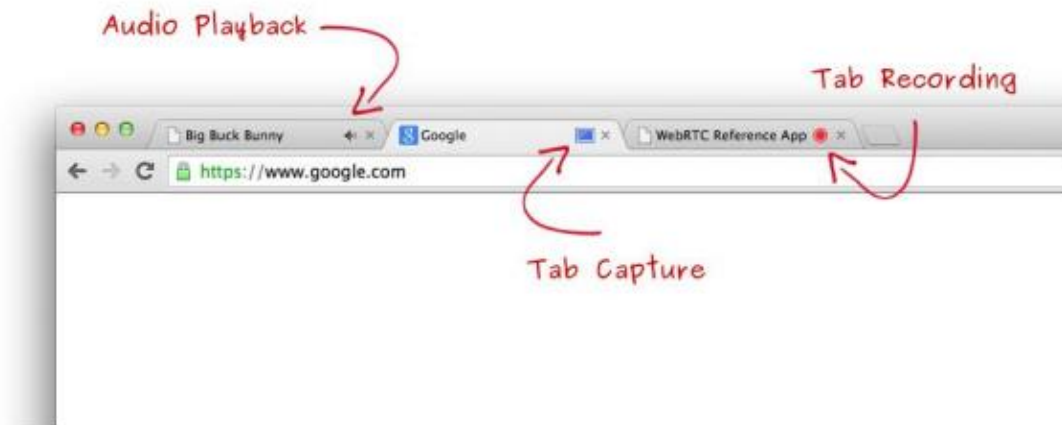 Audio Playback
Tab Recording
Big Buck Bunny
Google
WebRTC Reference App
https://www.google.com
Tab Capture